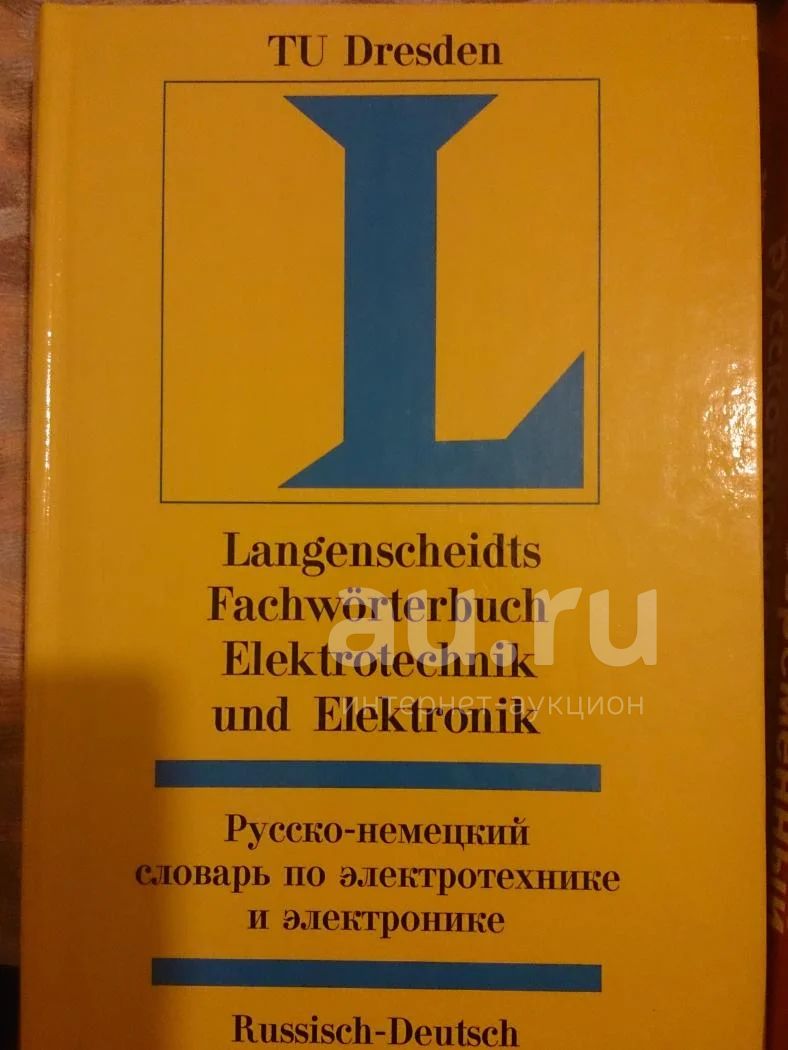 TU Dresden
L
Langenscheidts
Fachwörterbuch
Elektrotechnik
und Elektronik
au.ru
интернет-аукцион
Русско-немецкий
словарь по электротехнике
и электронике
Russisch-Deutsch